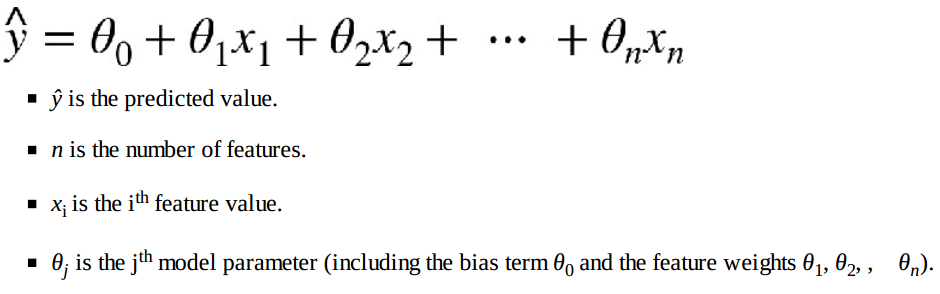 ŷ = θ₀ + θ₁x₁ + θ₂x₂ + ⋯ + θₙxₙ
▪ ŷ is the predicted value.
▪ n is the number of features.
▪ xᵢ is the iᵗʰ feature value.
▪ θⱼ is the jᵗʰ model parameter (including the bias term θ₀ and the feature weights θ₁, θ₂, , θₙ).